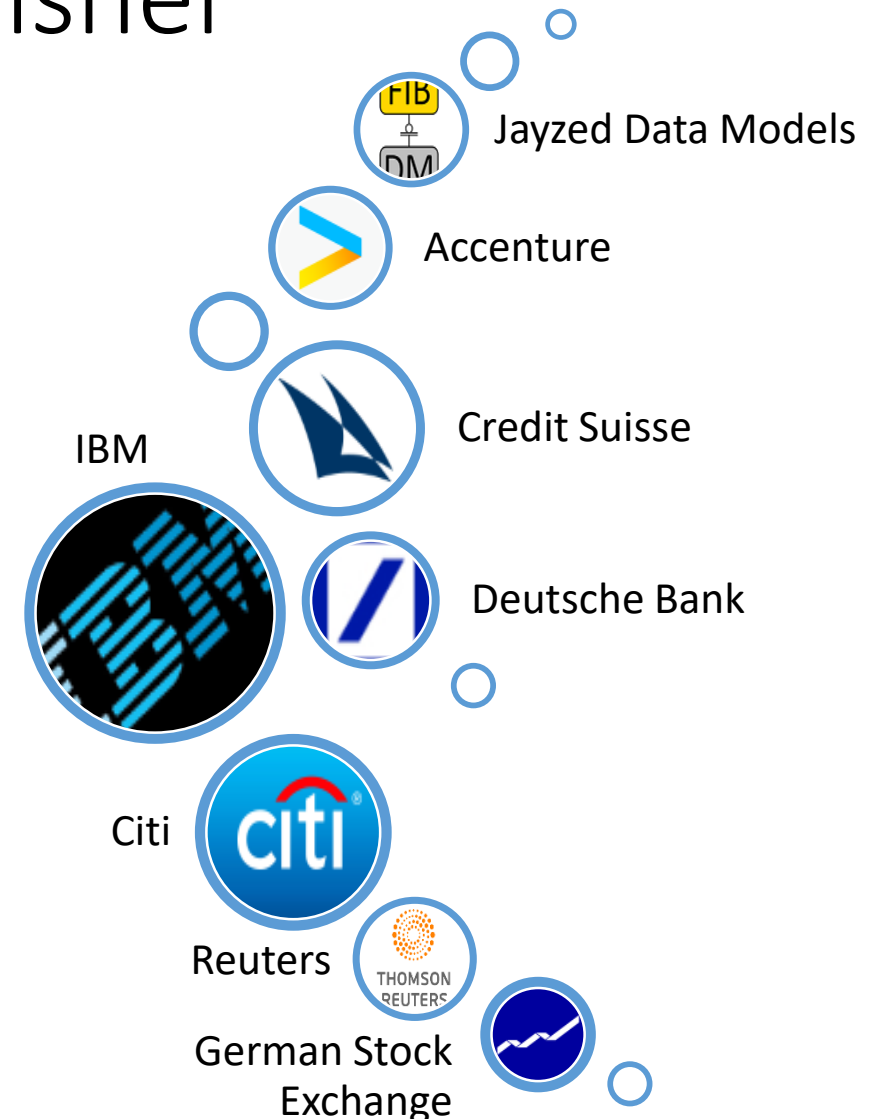 Jayzed Data Models
FIB
DM
Accenture
Credit Suisse
IBM
IBM
Deutsche Bank
Citi
citi®
Reuters
THOMSON
REUTERS
German Stock
Exchange